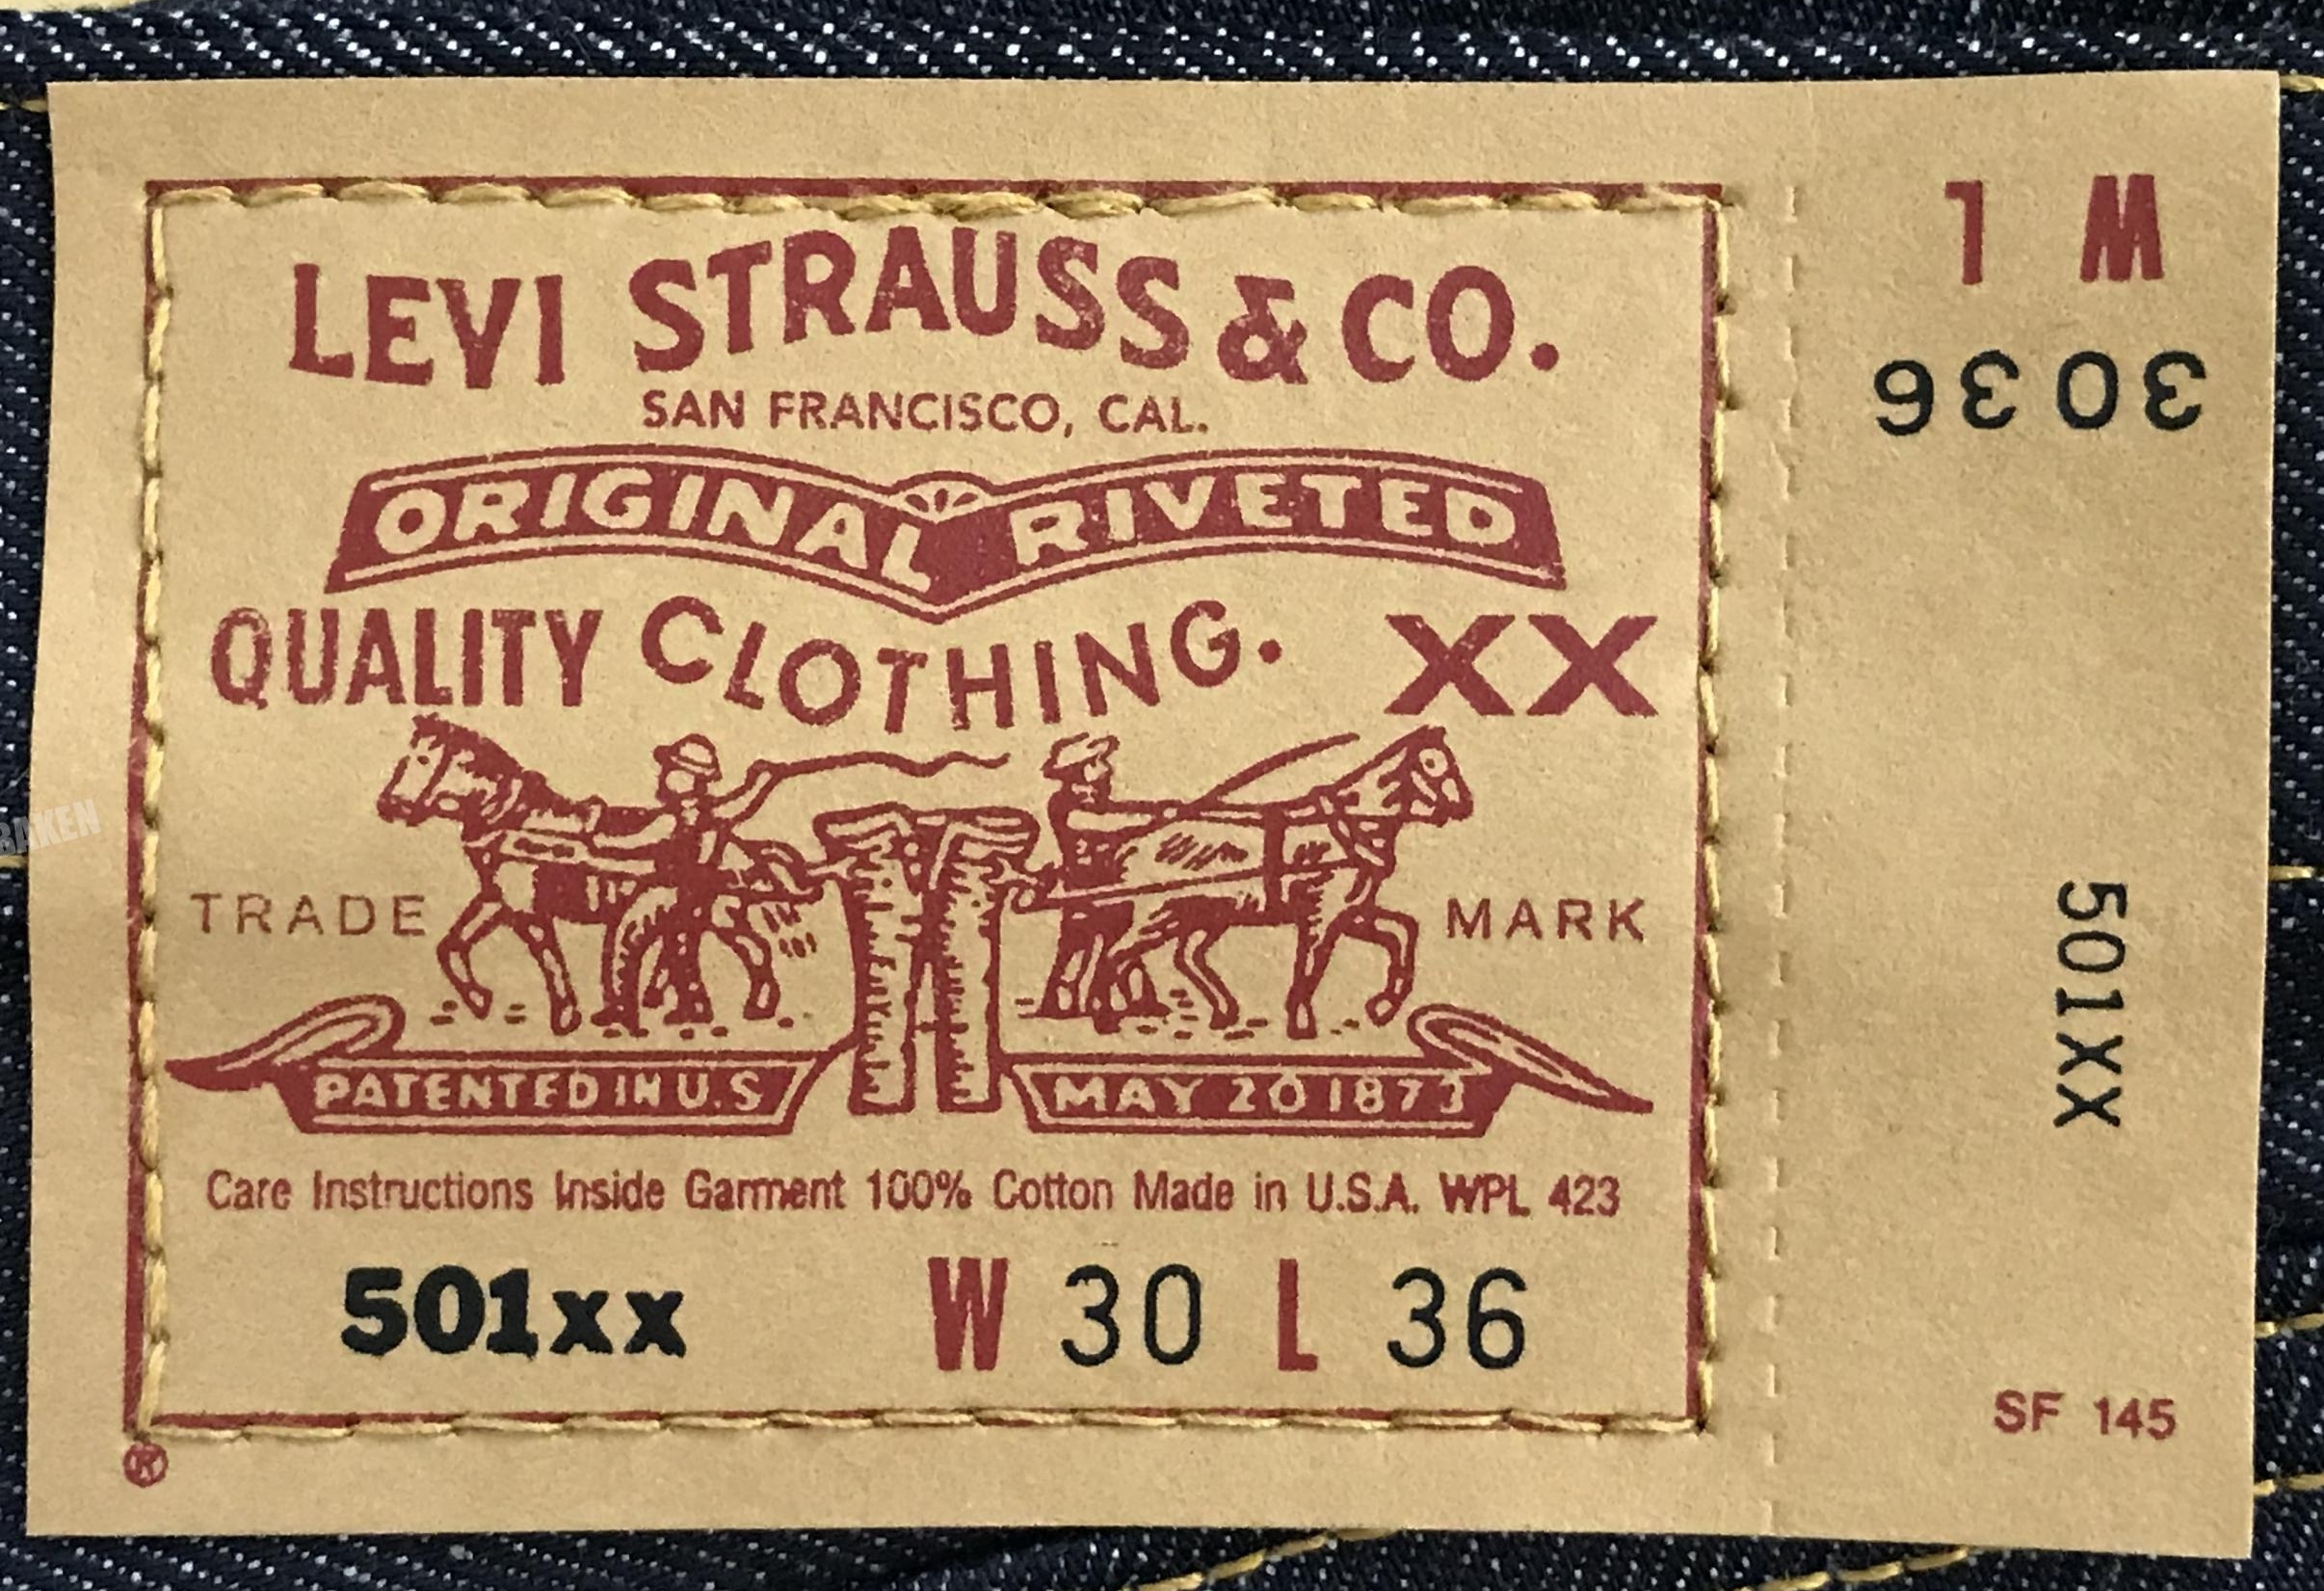 LEVI STRAUSS & CO.
SAN FRANCISCO, CAL.
ORIGINAL RIVETED
QUALITY CLOTHING. XX
TRADE MARK
PATENTED IN U.S MAY 20 1873
Care Instructions Inside Garment 100% Cotton Made in U.S.A. WPL 423
501xx W 30 L 36
®
W L
3036
501XX
SF 145
BAKEN